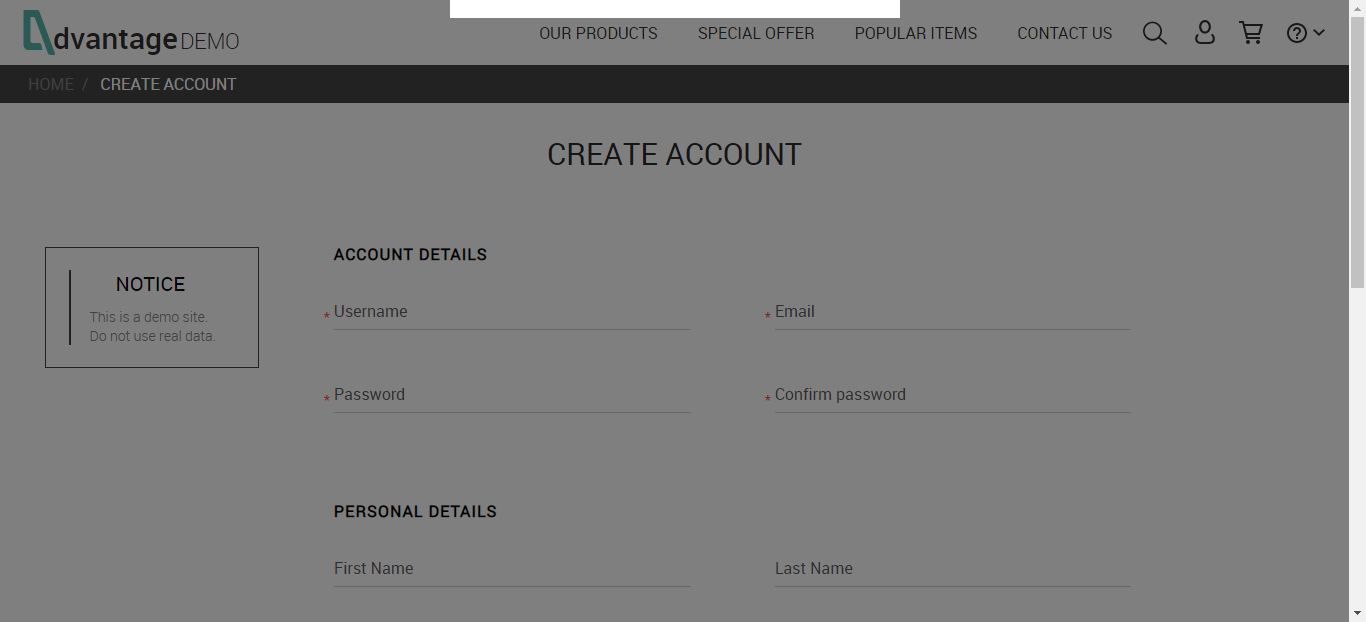 dvantage DEMO
OUR PRODUCTS
SPECIAL OFFER
POPULAR ITEMS
CONTACT US
HOME / CREATE ACCOUNT
CREATE ACCOUNT
NOTICE
This is a demo site.
Do not use real data.
ACCOUNT DETAILS
* Username
* Email
* Password
* Confirm password
PERSONAL DETAILS
First Name
Last Name